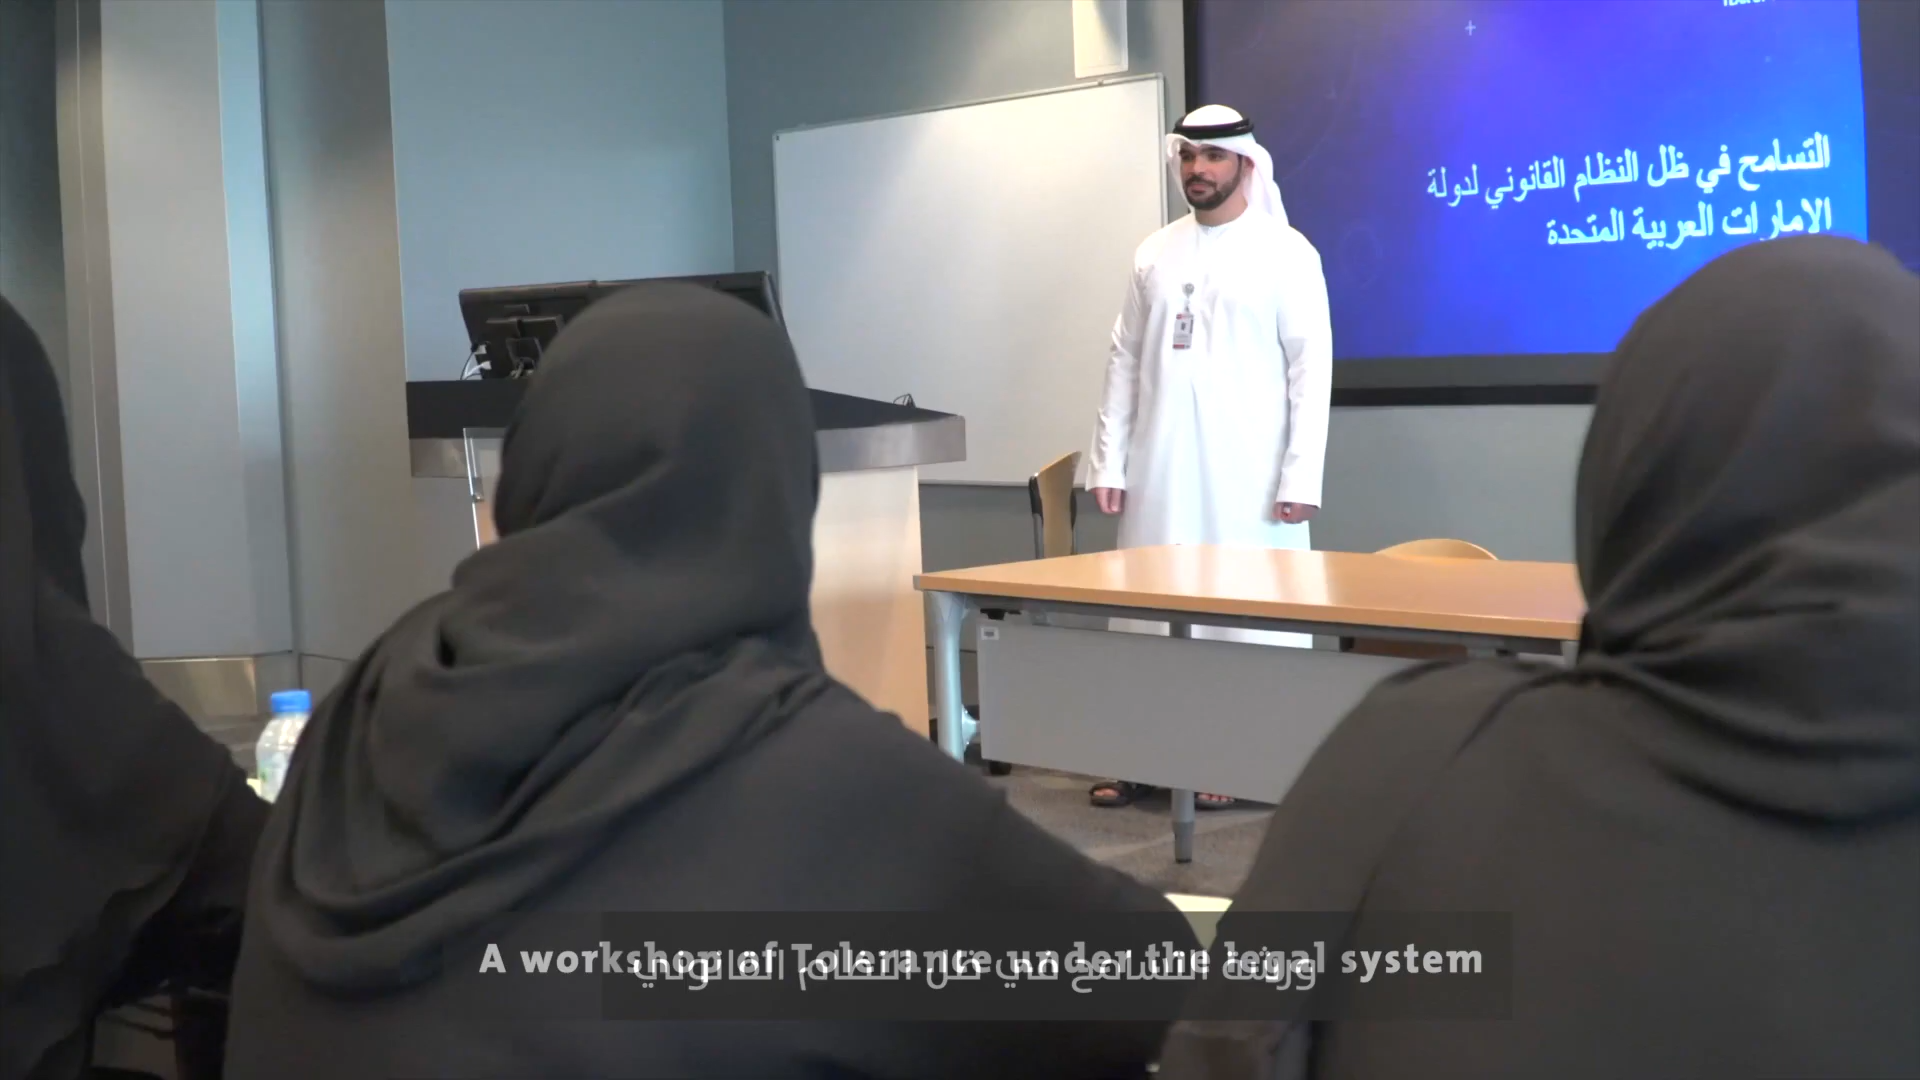 التسامح في ظل النظام القانوني لدولة
الامارات العربية المتحدة
A workshop of Tolerance under the legal system
ورشة التسامح في ظل النظام القانوني